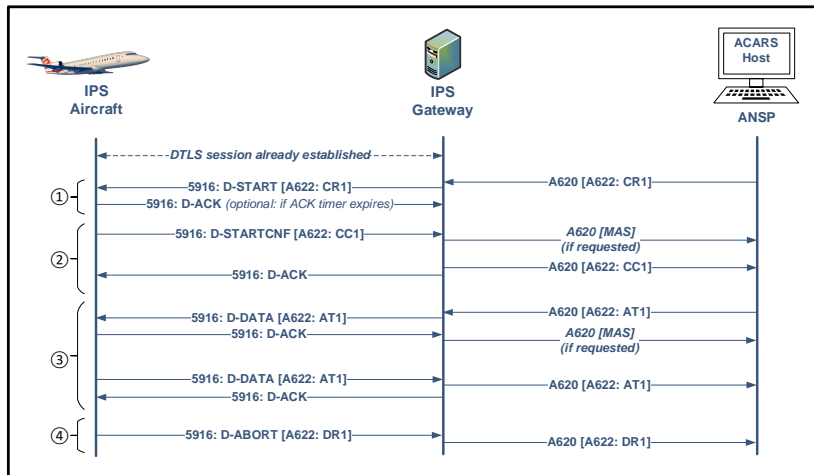 ACARS
Host
IPS
Aircraft
IPS
Gateway
ANSP
DTLS session already established
①
5916: D-START [A622: CR1]
A620 [A622: CR1]
5916: D-ACK (optional: if ACK timer expires)
②
5916: D-STARTCNF [A622: CC1]
A620 [MAS]
(if requested)
5916: D-ACK
A620 [A622: CC1]
③
5916: D-DATA [A622: AT1]
A620 [A622: AT1]
5916: D-ACK
A620 [MAS]
(if requested)
5916: D-DATA [A622: AT1]
A620 [A622: AT1]
5916: D-ACK
④
5916: D-ABORT [A622: DR1]
A620 [A622: DR1]